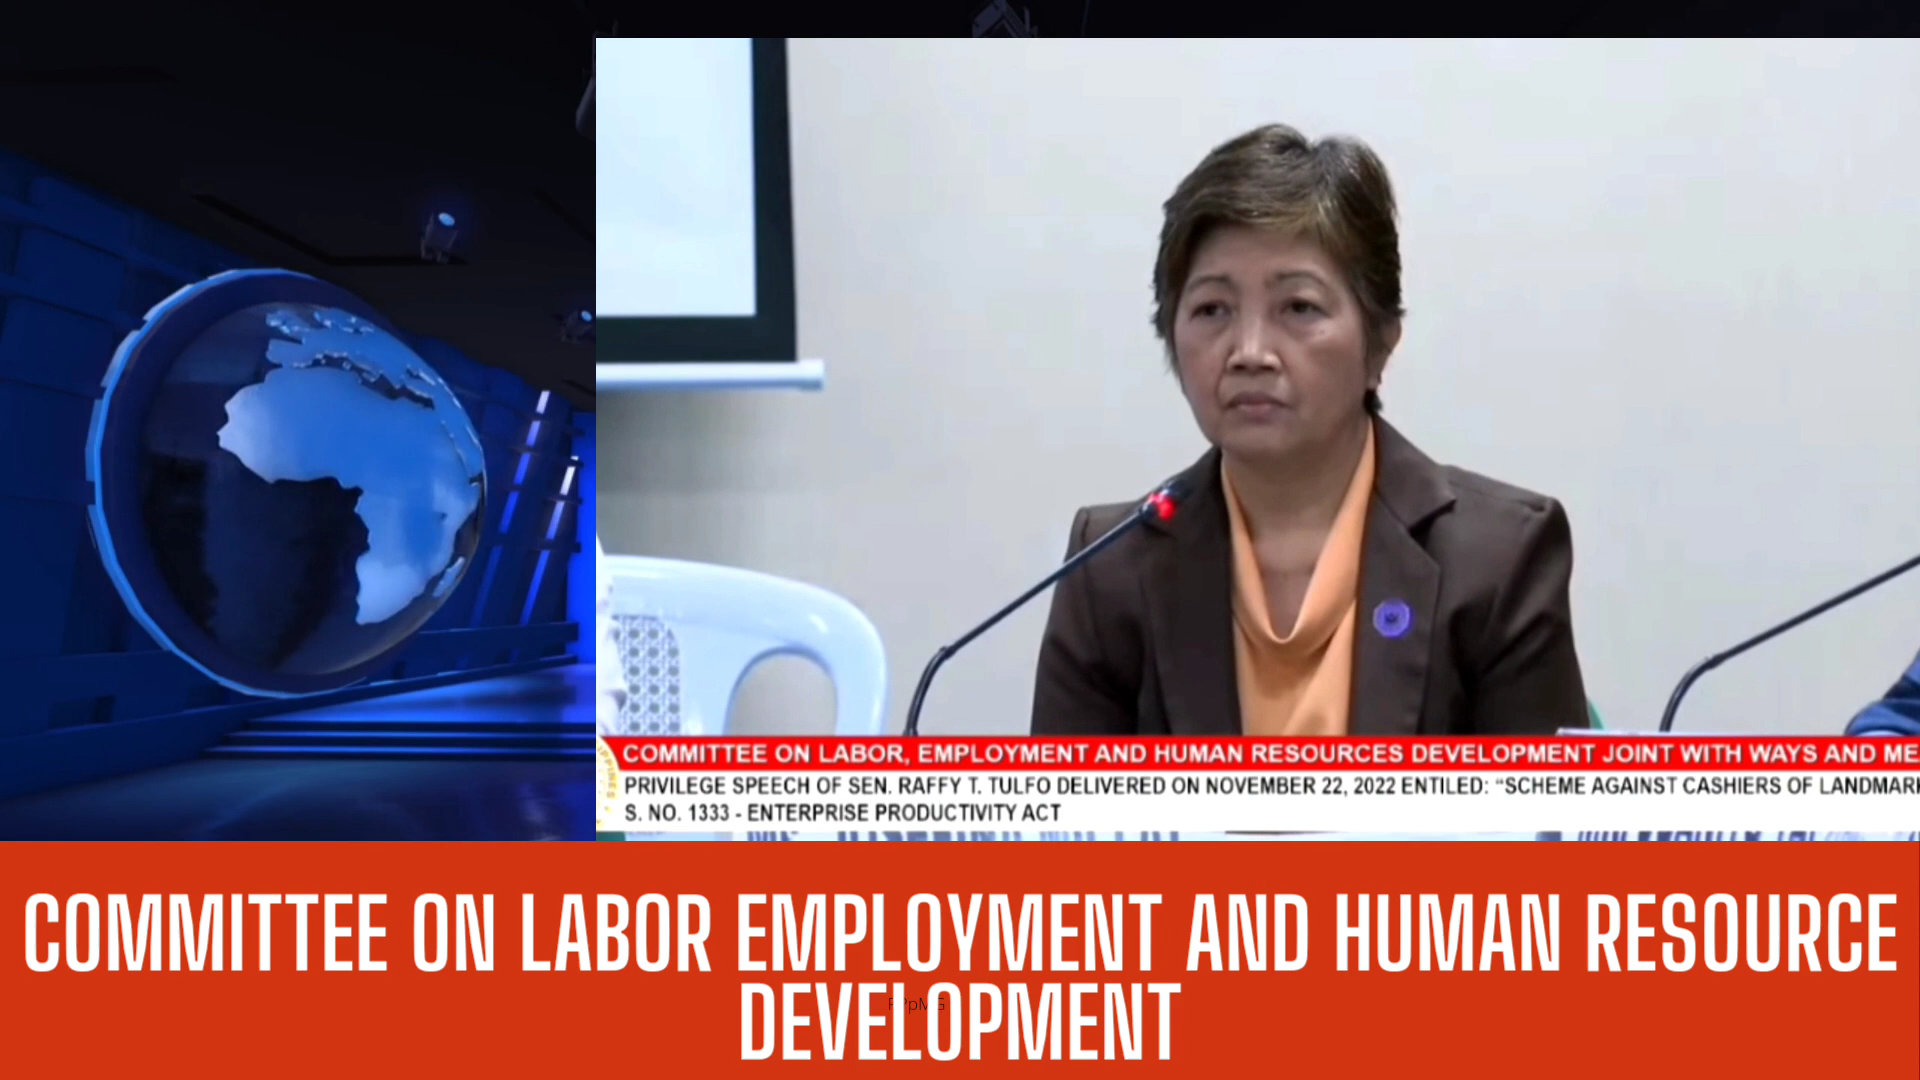 COMMITTEE ON LABOR, EMPLOYMENT AND HUMAN RESOURCES DEVELOPMENT JOINT WITH WAYS AND ME
PRIVILEGE SPEECH OF SEN. RAFFY T. TULFO DELIVERED ON NOVEMBER 22, 2022 ENTILED: “SCHEME AGAINST CASHIERS OF LANDMARK
S. NO. 1333 - ENTERPRISE PRODUCTIVITY ACT
COMMITTEE ON LABOR EMPLOYMENT AND HUMAN RESOURCE
DEVELOPMENT